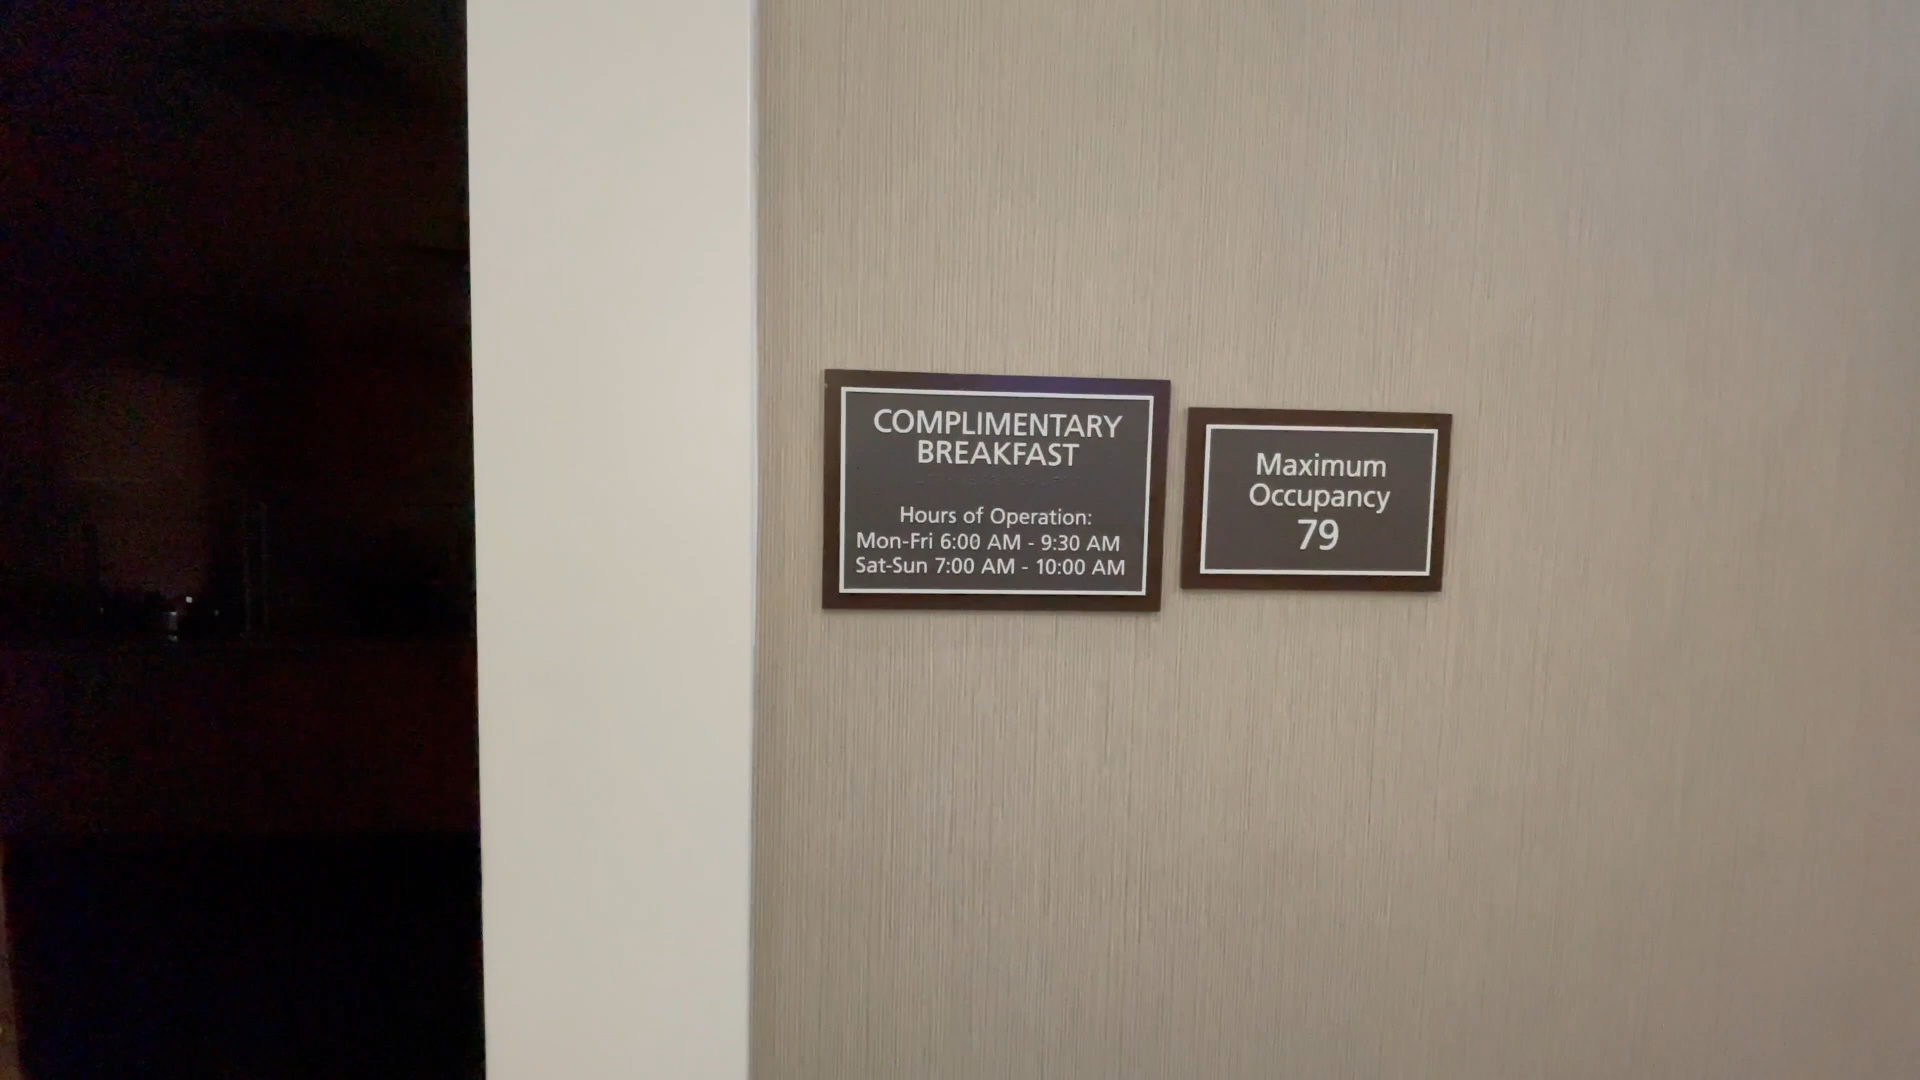 COMPLIMENTARY
BREAKFAST
Hours of Operation:
Mon-Fri 6:00 AM - 9:30 AM
Sat-Sun 7:00 AM - 10:00 AM
Maximum
Occupancy
79